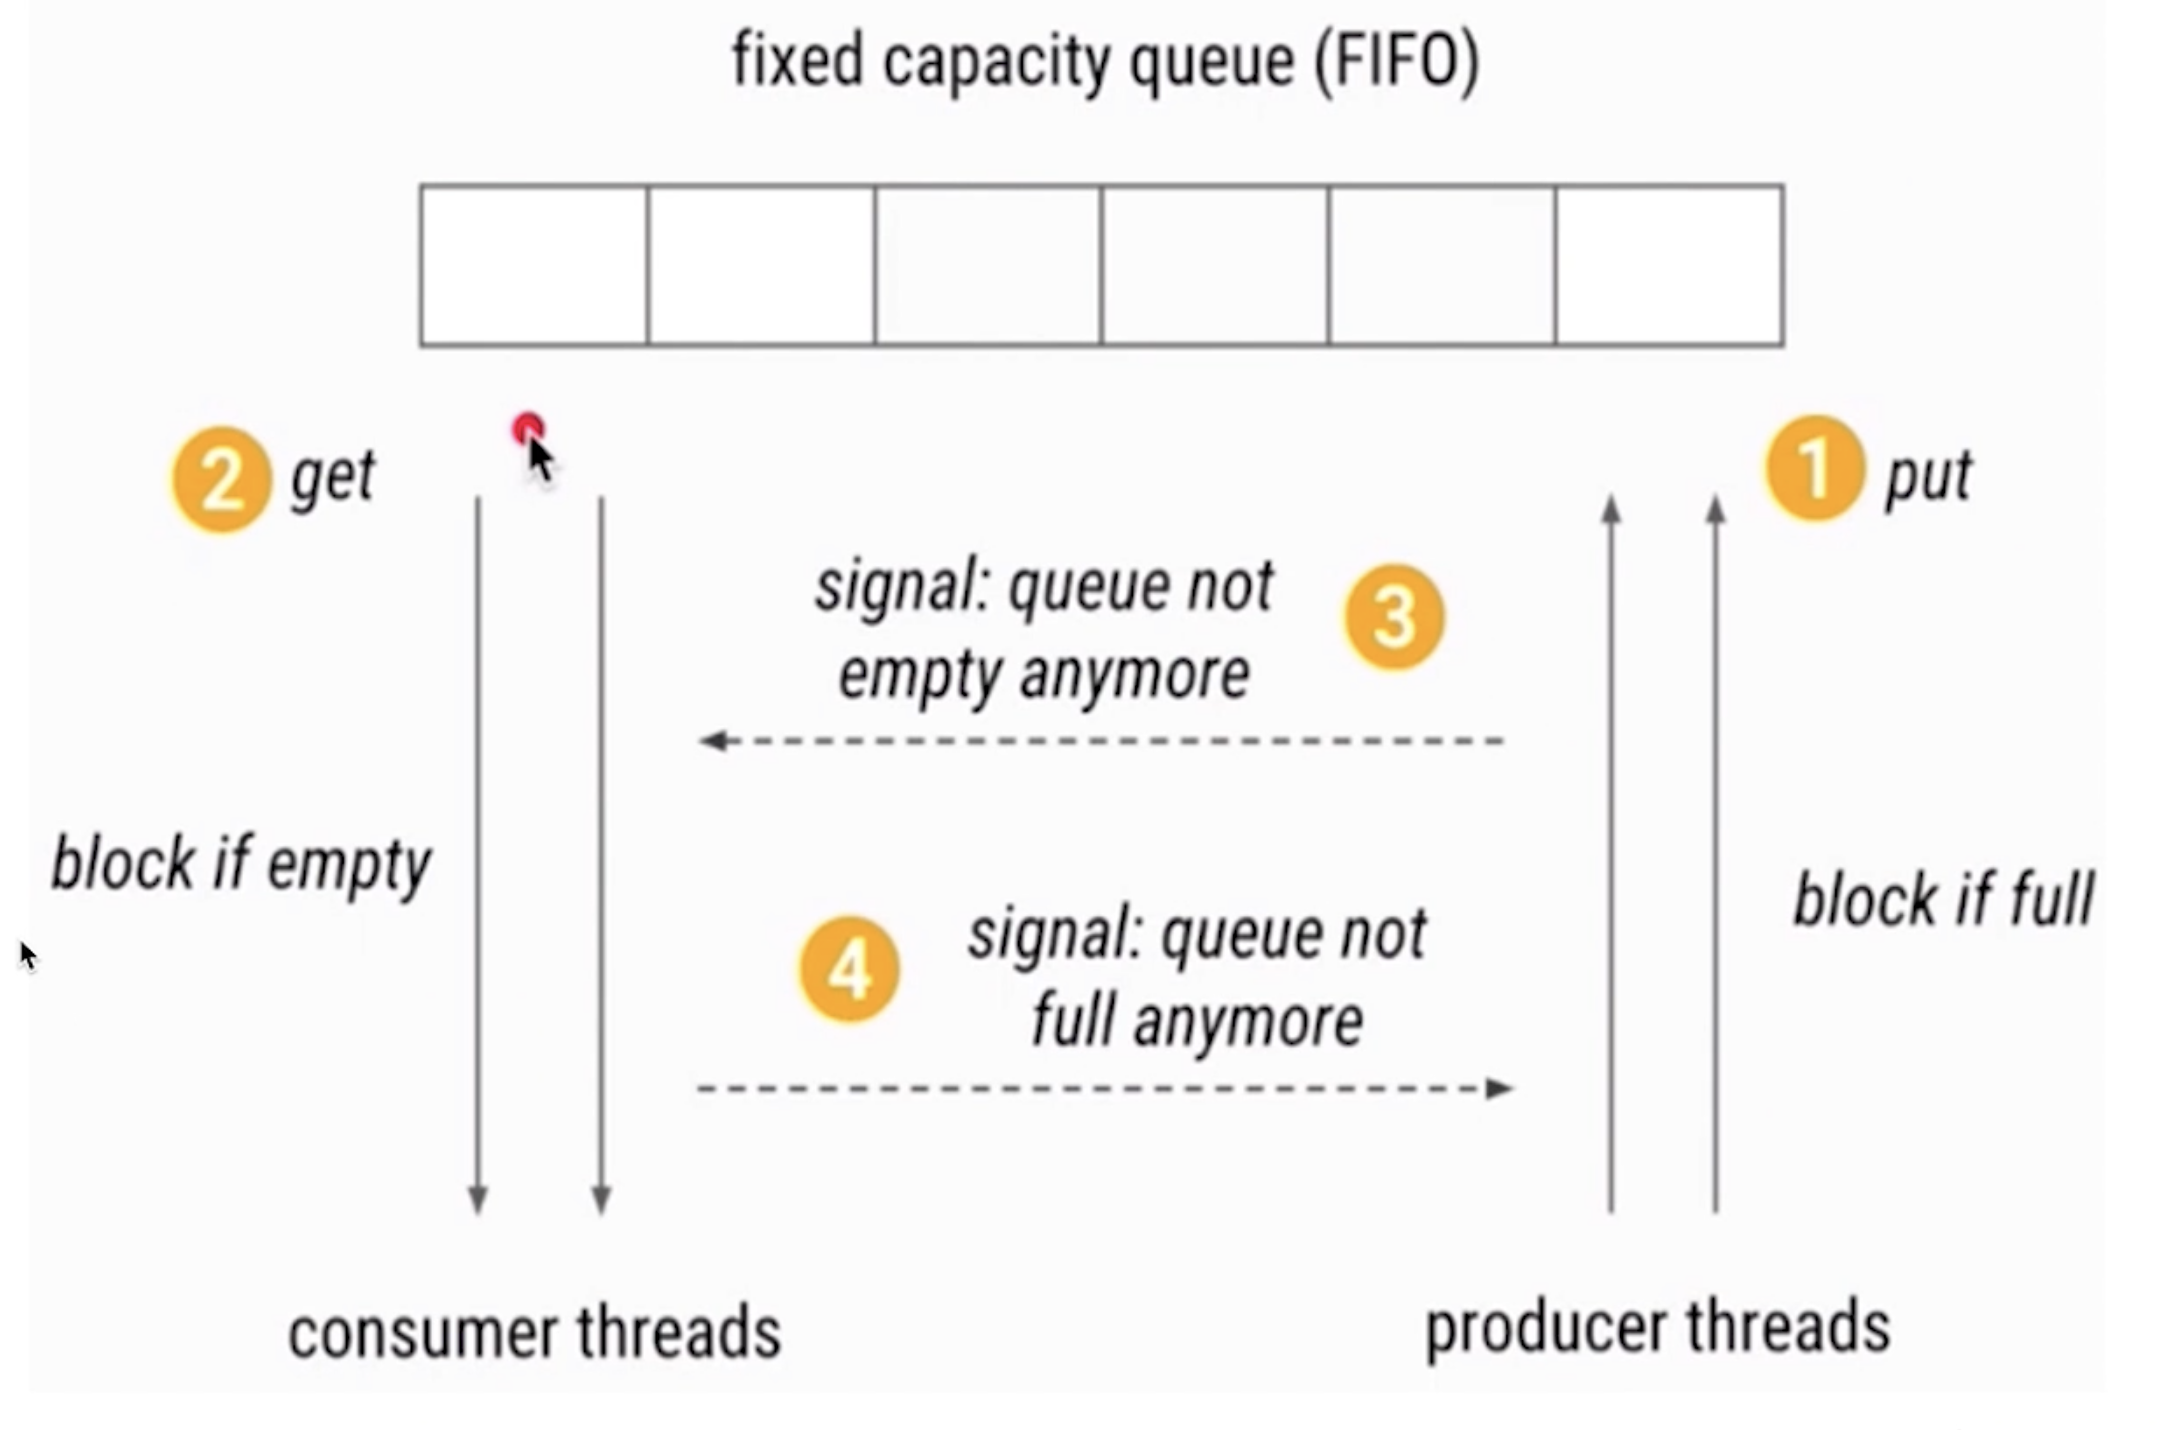 fixed capacity queue (FIFO)
2 get
1 put
signal: queue not
empty anymore
3
block if empty
block if full
4
signal: queue not
full anymore
consumer threads
producer threads